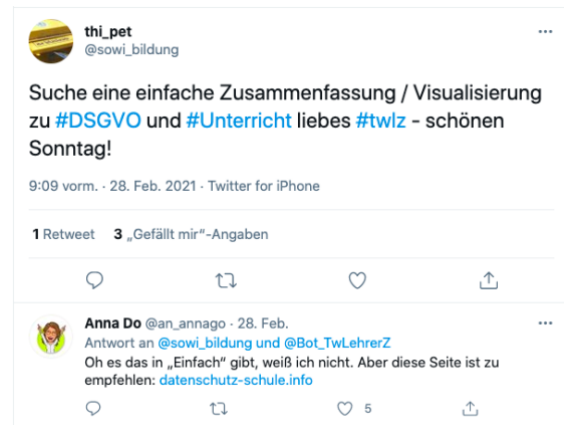 thi_pet
@sowi_bildung
Suche eine einfache Zusammenfassung / Visualisierung
zu #DSGVO und #Unterricht liebes #twlz - schönen
Sonntag!
9:09 vorm. · 28. Feb. 2021 · Twitter for iPhone
1 Retweet 3 „Gefällt mir“-Angaben
Anna Do @an_annago · 28. Feb.
Antwort an @sowi_bildung und @Bot_TwLehrerZ
Oh es das in „Einfach“ gibt, weiß ich nicht. Aber diese Seite ist zu
empfehlen: datenschutz-schule.info
5